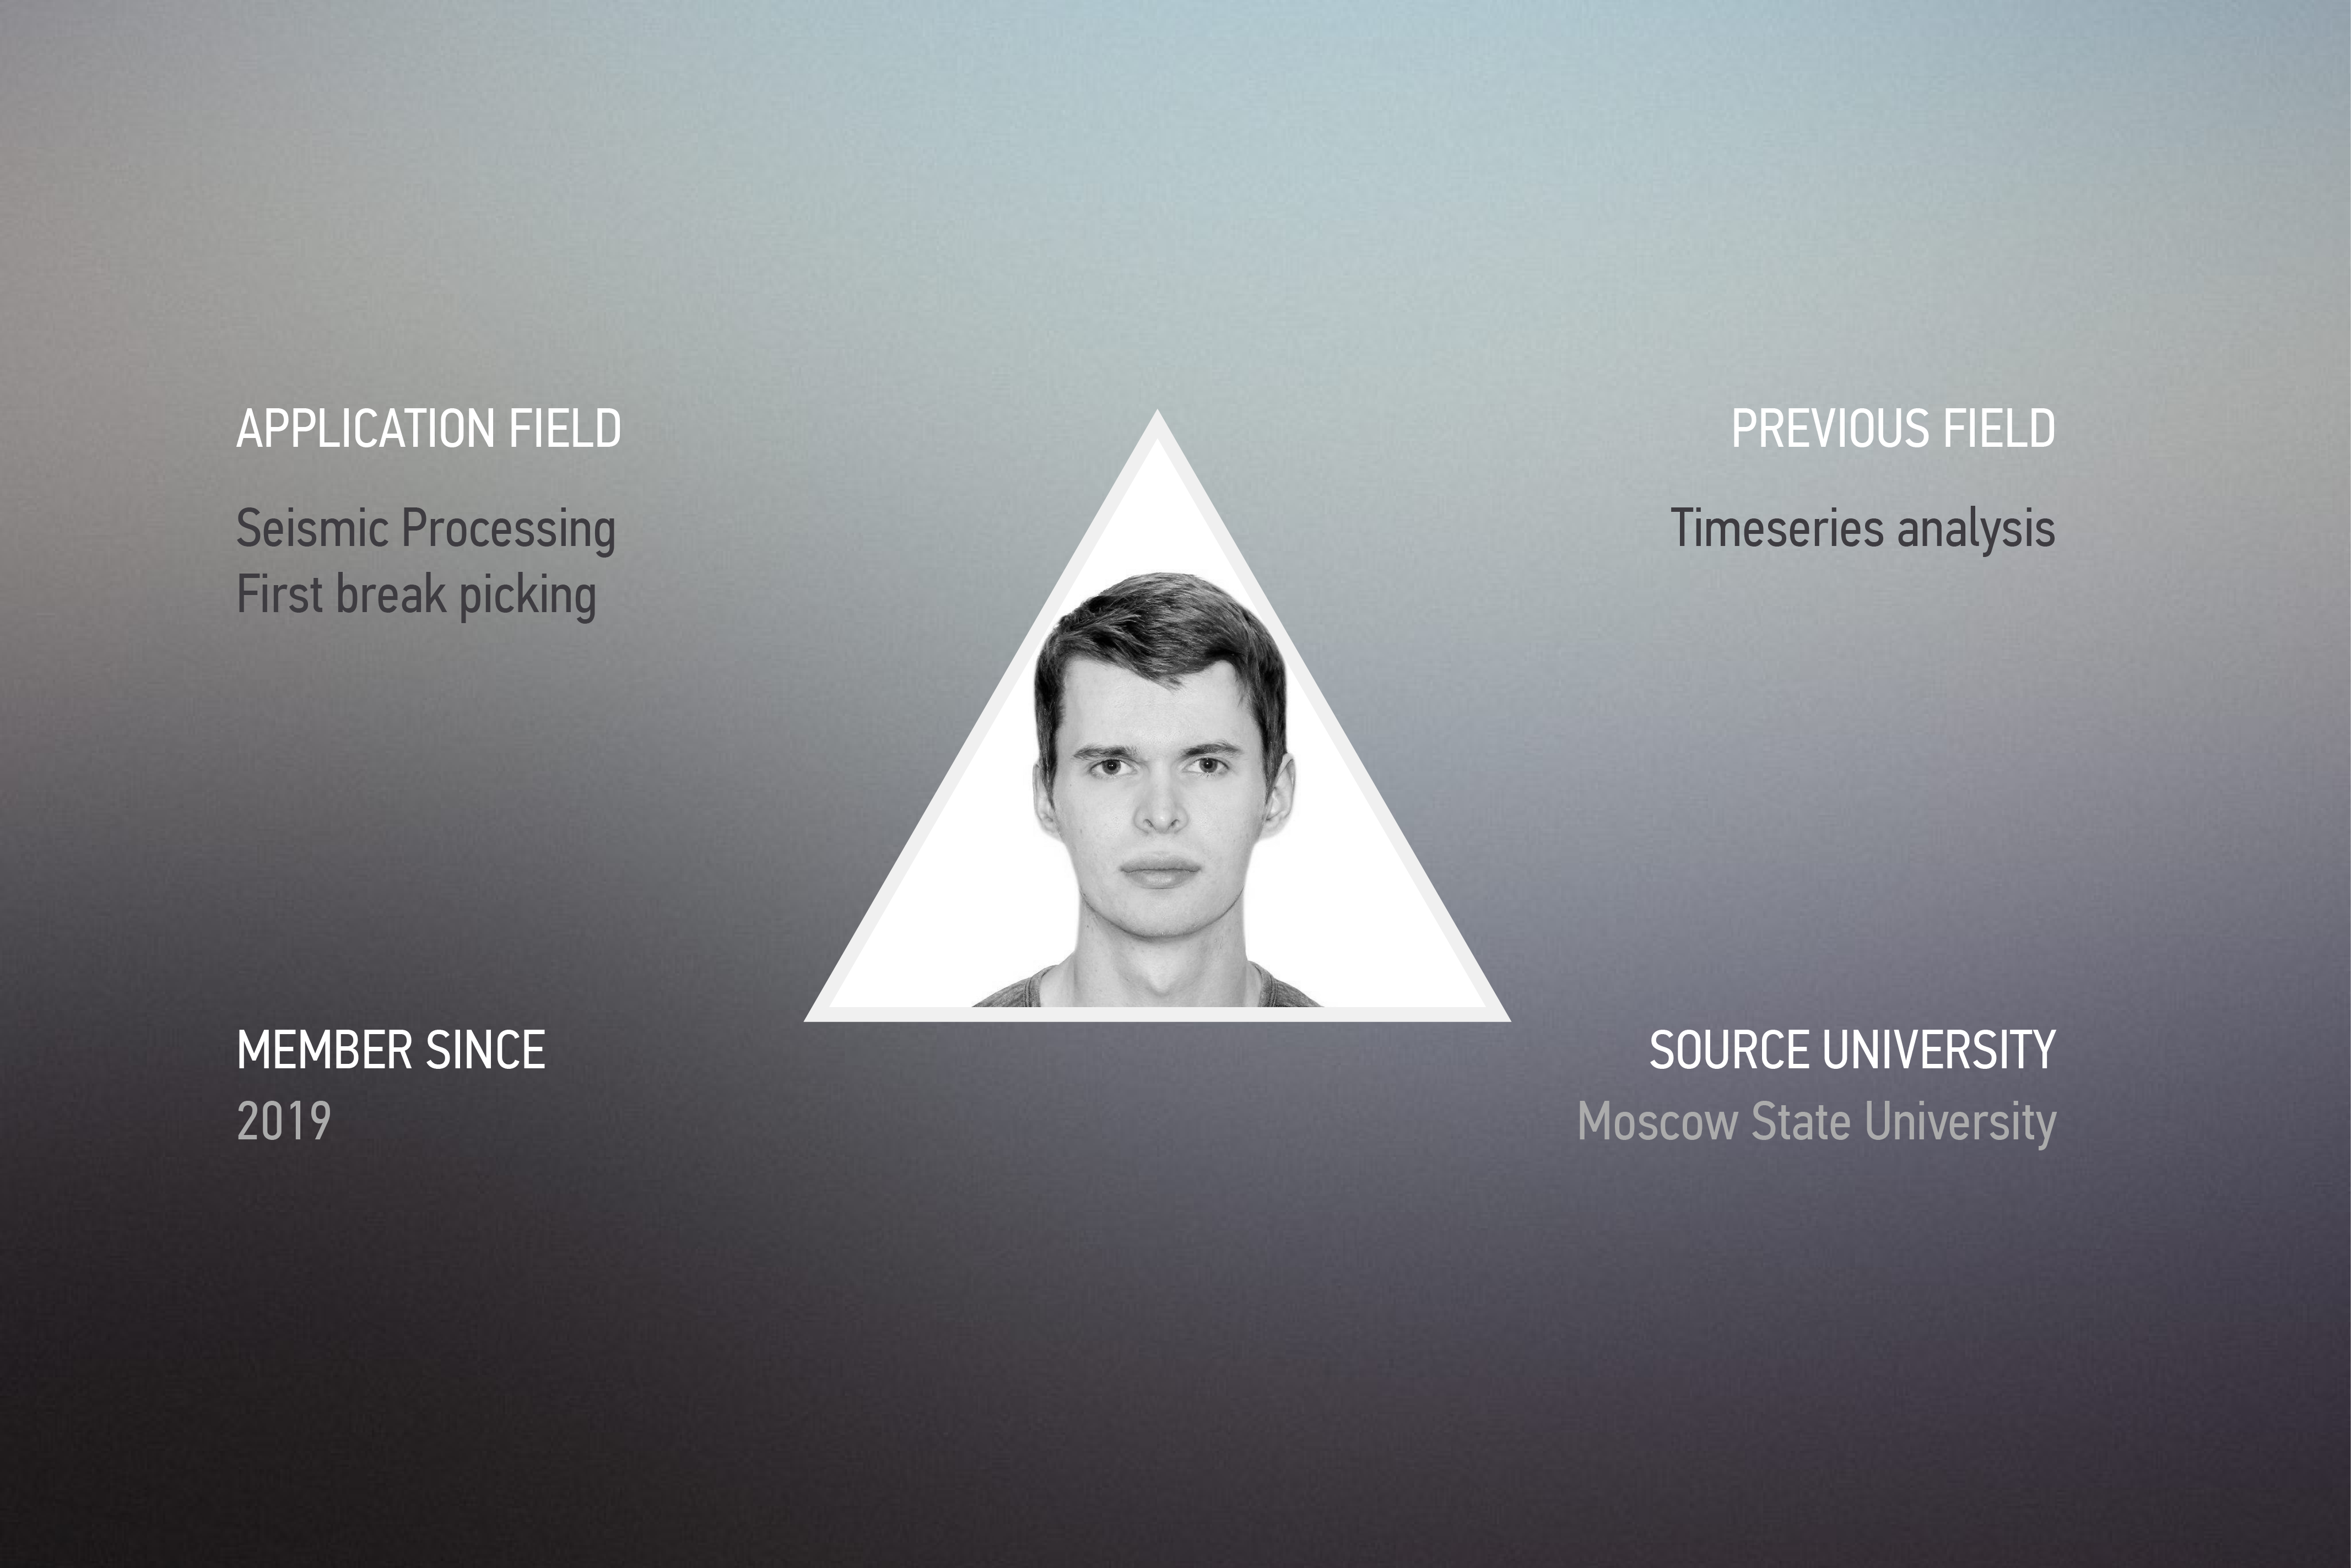 APPLICATION FIELD
Seismic Processing
First break picking
PREVIOUS FIELD
Timeseries analysis
MEMBER SINCE
2019
SOURCE UNIVERSITY
Moscow State University